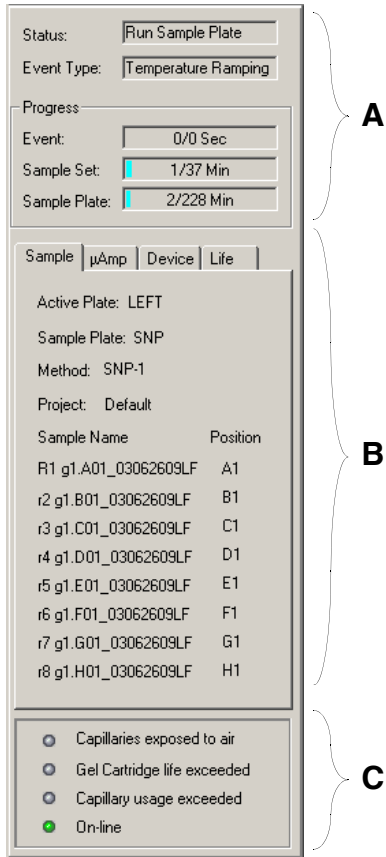 Status: Run Sample Plate
Event Type: Temperature Ramping
Progress
Event: 0/0 Sec
Sample Set: 1/37 Min
Sample Plate: 2/228 Min
A
Sample µAmp Device Life
Active Plate: LEFT
Sample Plate: SNP
Method: SNP-1
Project: Default
Sample Name Position
R1 g1.A01_03062609LF A1
r2 g1.B01_03062609LF B1
r3 g1.C01_03062609LF C1
r4 g1.D01_03062609LF D1
r5 g1.E01_03062609LF E1
r6 g1.F01_03062609LF F1
r7 g1.G01_03062609LF G1
r8 g1.H01_03062609LF H1
B
Capillaries exposed to air
Gel Cartridge life exceeded
Capillary usage exceeded
On-line
C